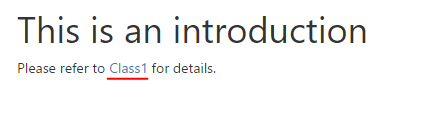 This is an introduction
Please refer to Class1 for details.